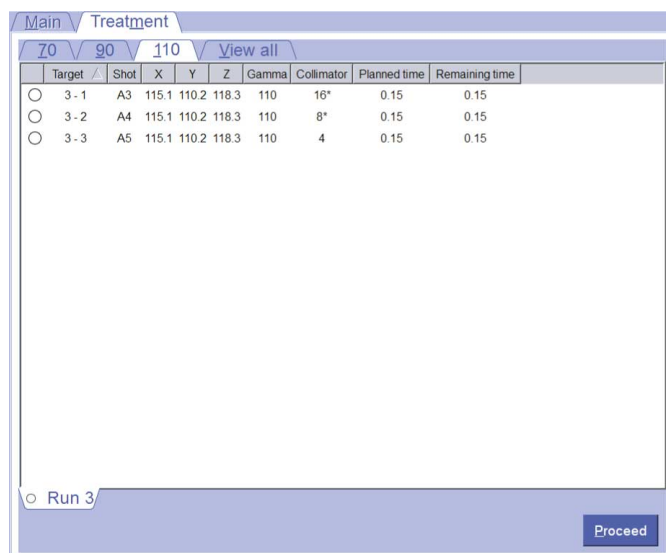 Main Treatment
70 90 110 View all
Target Shot X Y Z Gamma Collimator Planned time Remaining time
3 - 1 A3 115.1 110.2 118.3 110 16* 0.15 0.15
3 - 2 A4 115.1 110.2 118.3 110 8* 0.15 0.15
3 - 3 A5 115.1 110.2 118.3 110 4 0.15 0.15
Run 3
Proceed